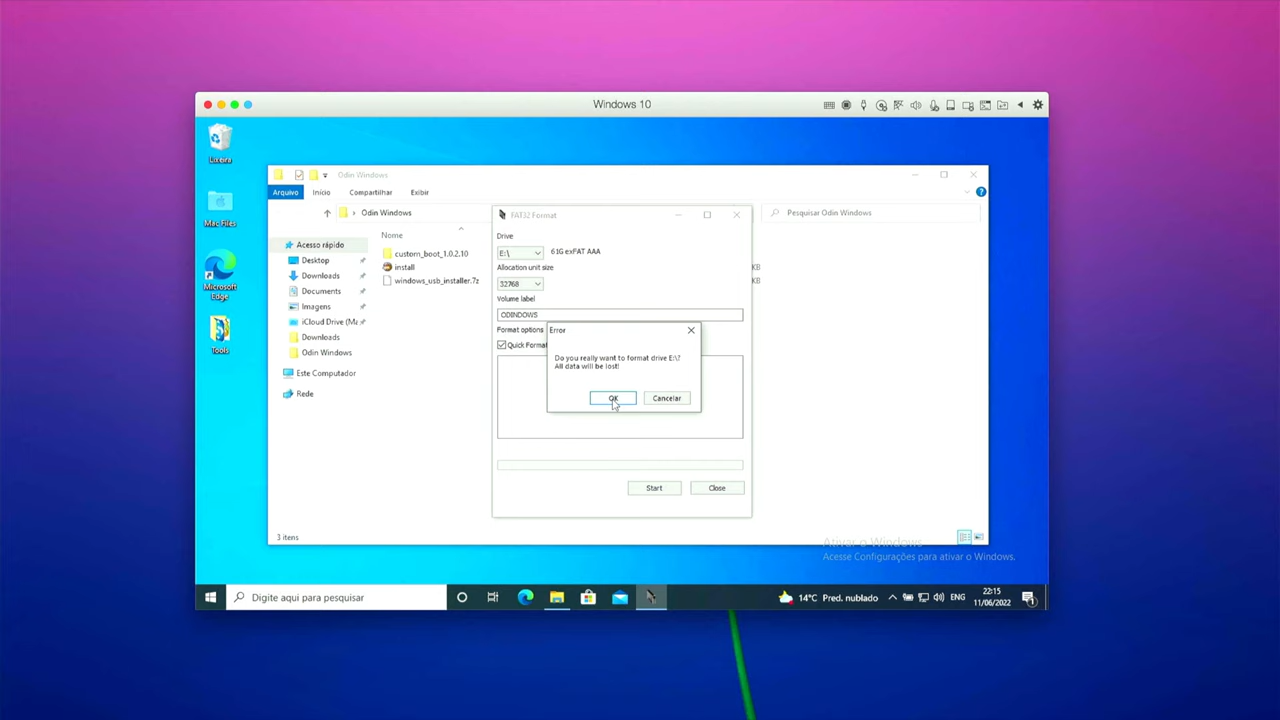 Windows 10
Lixeira
Mac Files
Microsoft
Edge
Tools
Odin Windows
Arquivo
Início
Compartilhar
Exibir
Odin Windows
Pesquisar Odin Windows
Acesso rápido
Desktop
Downloads
Documents
Imagens
iCloud Drive (Ma
Downloads
Odin Windows
Este Computador
Rede
Nome
custom_boot_1.0.2.10
install
windows_usb_installer.7z
KB
KB
FAT32 Format
Drive
E:\
61G exFAT AAA
Allocation unit size
32768
Volume label
ODINDOWS
Format options
Quick Format
Error
Do you really want to format drive E:\?
All data will be lost!
OK
Cancelar
Start
Close
3 itens
Ativar o Windows
Acesse Configurações para ativar o Windows.
Digite aqui para pesquisar
14°C Pred. nublado
ENG
22:15
11/06/2022
1